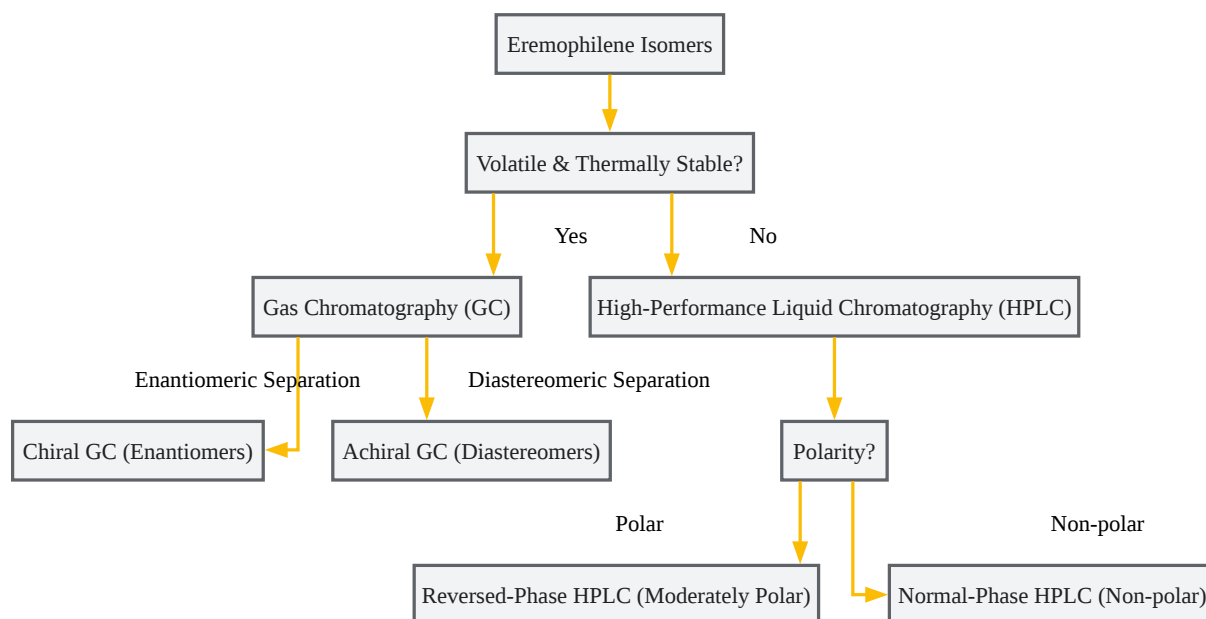 Eremophilene Isomers
Volatile & Thermally Stable?
Yes
No
Gas Chromatography (GC)
High-Performance Liquid Chromatography (HPLC)
Enantiomeric Separation
Diastereomeric Separation
Chiral GC (Enantiomers)
Achiral GC (Diastereomers)
Polarity?
Polar
Non-polar
Reversed-Phase HPLC (Moderately Polar)
Normal-Phase HPLC (Non-polar)